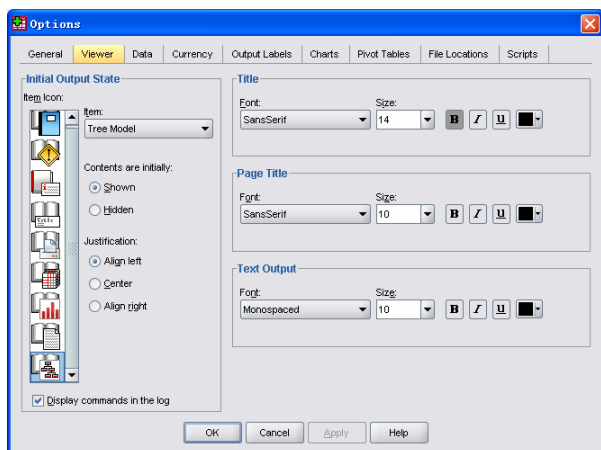 Options
General Viewer Data Currency Output Labels Charts Pivot Tables File Locations Scripts
Initial Output State
Item Icon:
Item:
Tree Model
Contents are initially:
Shown
Hidden
Justification:
Align left
Center
Align right
Display commands in the log
Title
Font: Size:
SansSerif 14 B I U
Page Title
Font: Size:
SansSerif 10 B I U
Text Output
Font: Size:
Monospaced 10 B I U
OK Cancel Apply Help